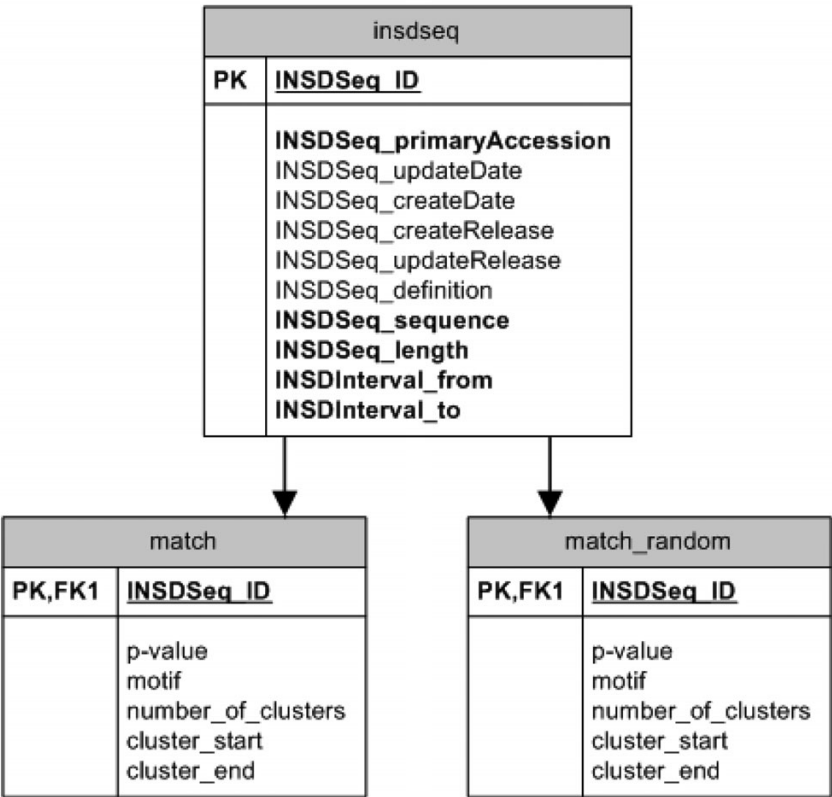 insdseq
PK INSDSeq_ID
INSDSeq_primaryAccession
INSDSeq_updateDate
INSDSeq_createDate
INSDSeq_createRelease
INSDSeq_updateRelease
INSDSeq_definition
INSDSeq_sequence
INSDSeq_length
INSDInterval_from
INSDInterval_to
match
PK,FK1 INSDSeq_ID
p-value
motif
number_of_clusters
cluster_start
cluster_end
match_random
PK,FK1 INSDSeq_ID
p-value
motif
number_of_clusters
cluster_start
cluster_end